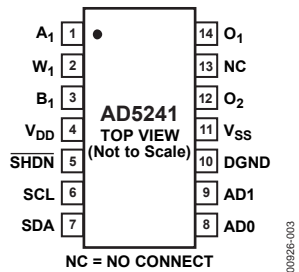 A1 1 14 O1
W1 2 13 NC
B1 3 12 O2
AD5241
VDD 4 TOP VIEW 11 VSS
(Not to Scale)
SHDN 5 10 DGND
SCL 6 9 AD1
SDA 7 8 AD0
NC = NO CONNECT
00926-003